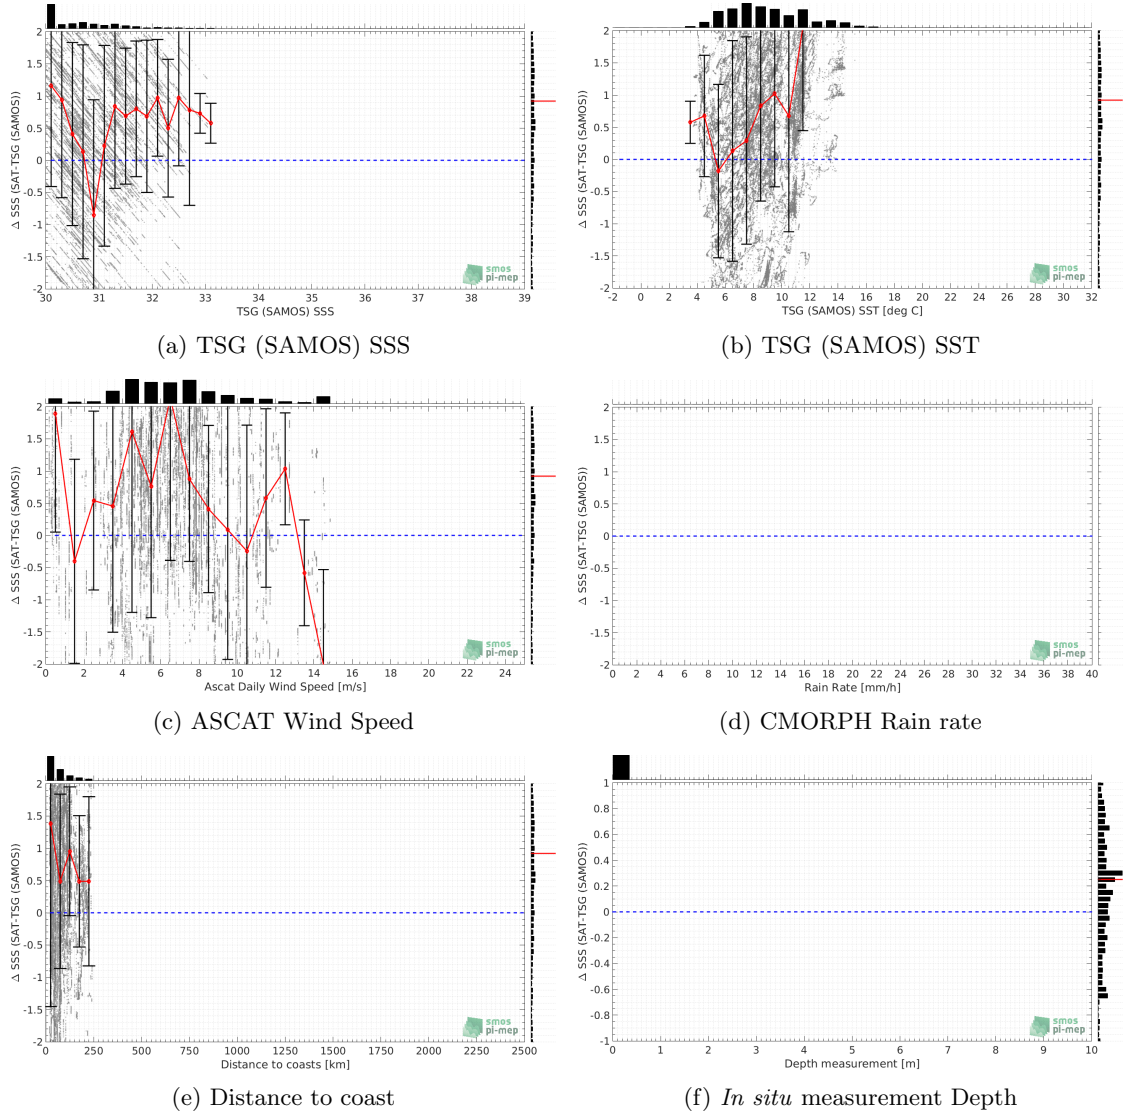 2
1.5
1
0.5
0
-0.5
-1
-1.5
-2
Δ SSS (SAT-TSG (SAMOS))
30 31 32 33 34 35 36 37 38 39
TSG (SAMOS) SSS
smos
pi-mep
(a) TSG (SAMOS) SSS
2
1.5
1
0.5
0
-0.5
-1
-1.5
-2
Δ SSS (SAT-TSG (SAMOS))
-2 0 2 4 6 8 10 12 14 16 18 20 22 24 26 28 30 32
TSG (SAMOS) SST [deg C]
smos
pi-mep
(b) TSG (SAMOS) SST
2
1.5
1
0.5
0
-0.5
-1
-1.5
-2
Δ SSS (SAT-TSG (SAMOS))
0 2 4 6 8 10 12 14 16 18 20 22 24
Ascat Daily Wind Speed [m/s]
smos
pi-mep
(c) ASCAT Wind Speed
2
1.5
1
0.5
0
-0.5
-1
-1.5
-2
Δ SSS (SAT-TSG (SAMOS))
0 2 4 6 8 10 12 14 16 18 20 22 24 26 28 30 32 34 36 38 40
Rain Rate [mm/h]
smos
pi-mep
(d) CMORPH Rain rate
2
1.5
1
0.5
0
-0.5
-1
-1.5
-2
Δ SSS (SAT-TSG (SAMOS))
0 250 500 750 1000 1250 1500 1750 2000 2250 2500
Distance to coasts [km]
smos
pi-mep
(e) Distance to coast
1
0.8
0.6
0.4
0.2
0
-0.2
-0.4
-0.6
-0.8
-1
Δ SSS (SAT-TSG (SAMOS))
0 1 2 3 4 5 6 7 8 9 10
Depth measurement [m]
smos
pi-mep
(f) In situ measurement Depth